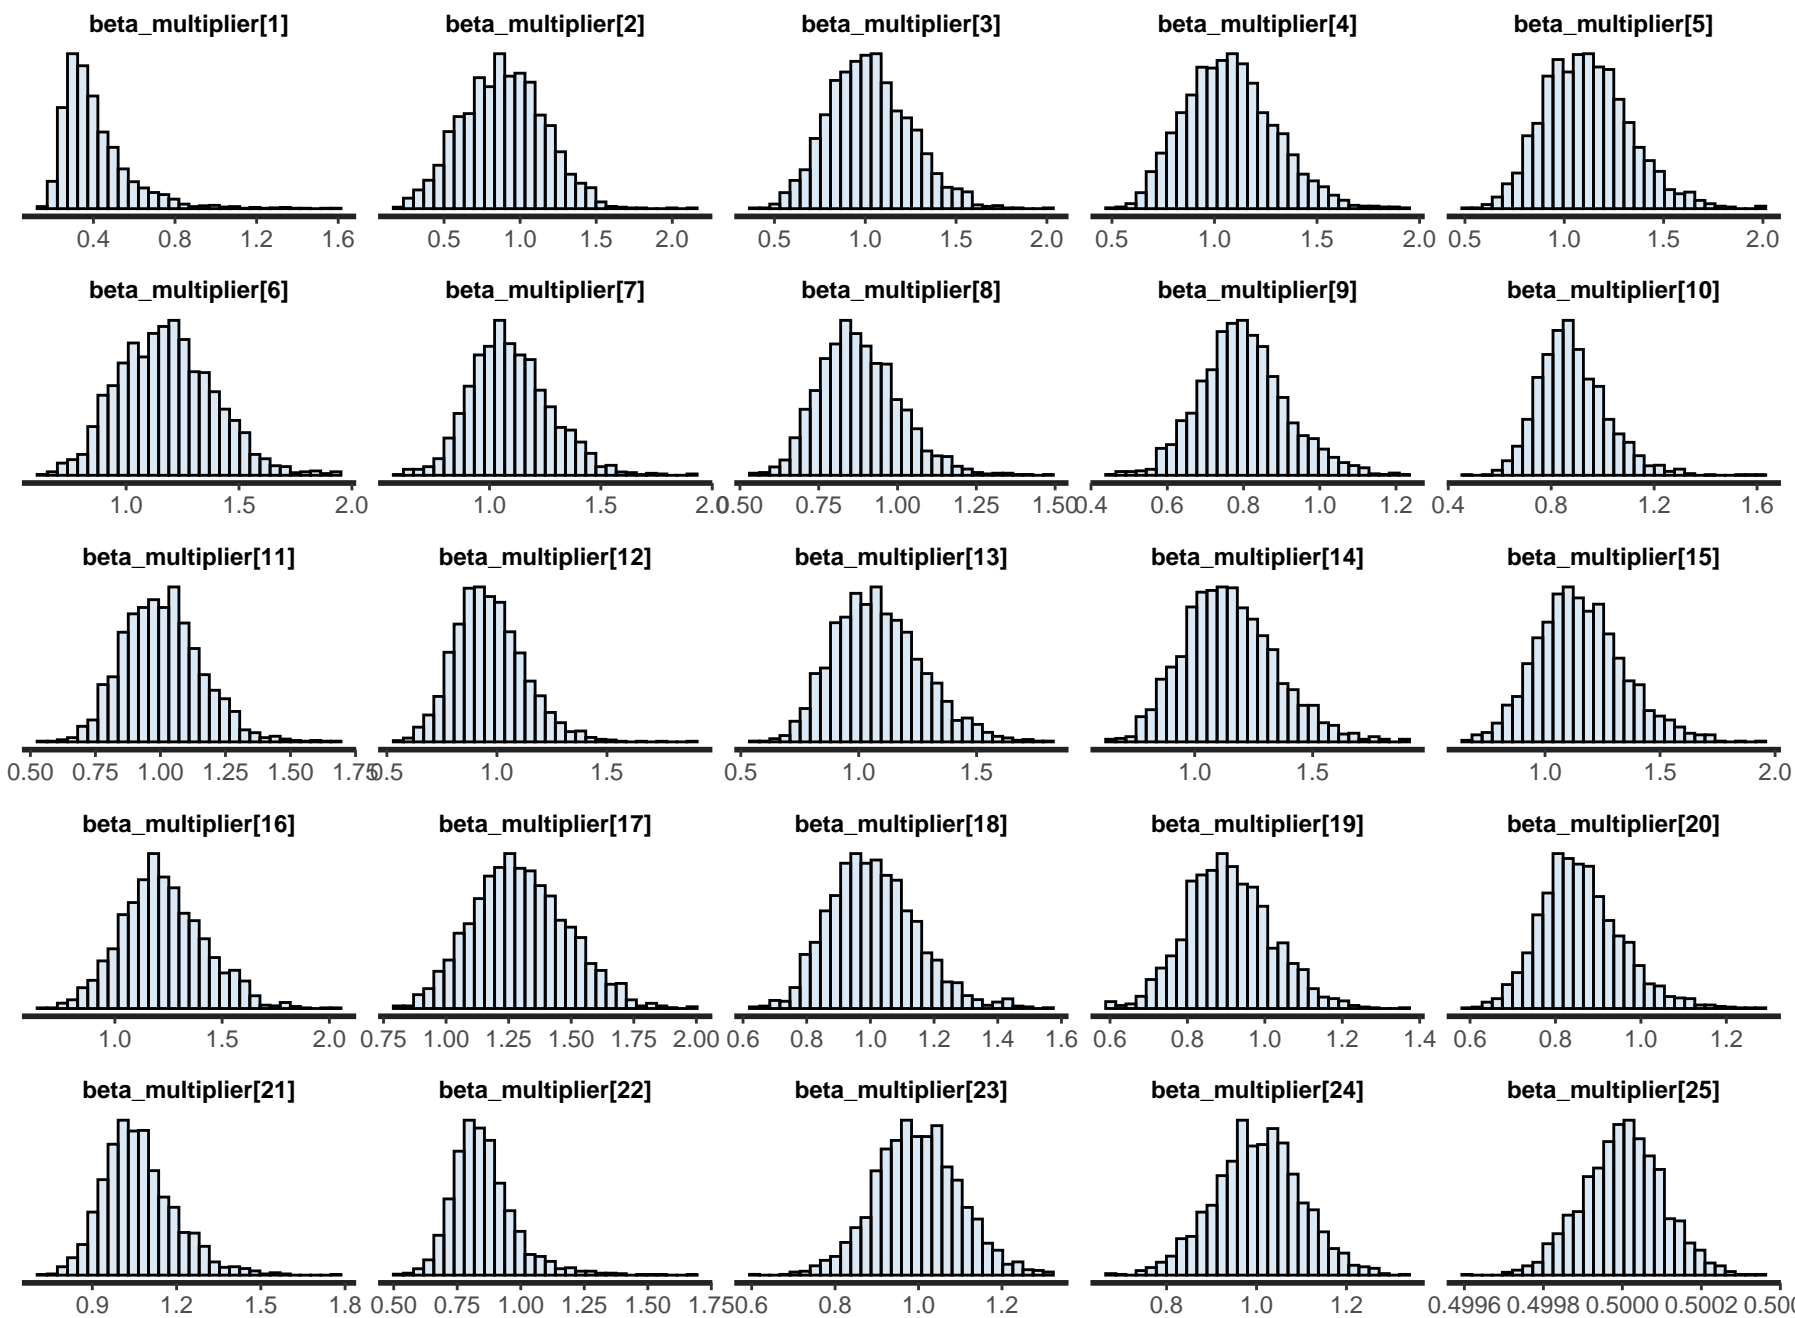 beta_multiplier[1] beta_multiplier[2] beta_multiplier[3] beta_multiplier[4] beta_multiplier[5]
0.4 0.8 1.2 1.6 0.5 1.0 1.5 2.0 0.5 1.0 1.5 2.0 0.5 1.0 1.5 2.0 0.5 1.0 1.5 2.0
beta_multiplier[6] beta_multiplier[7] beta_multiplier[8] beta_multiplier[9] beta_multiplier[10]
1.0 1.5 2.0 1.0 1.5 2.0 0.50 0.75 1.00 1.25 1.50 0.4 0.6 0.8 1.0 1.2 0.4 0.8 1.2 1.6
beta_multiplier[11] beta_multiplier[12] beta_multiplier[13] beta_multiplier[14] beta_multiplier[15]
0.50 0.75 1.00 1.25 1.50 1.75 0.5 1.0 1.5 0.5 1.0 1.5 1.0 1.5 1.0 1.5 2.0
beta_multiplier[16] beta_multiplier[17] beta_multiplier[18] beta_multiplier[19] beta_multiplier[20]
1.0 1.5 2.0 0.75 1.00 1.25 1.50 1.75 2.00 0.6 0.8 1.0 1.2 1.4 1.6 0.6 0.8 1.0 1.2 1.4 0.6 0.8 1.0 1.2
beta_multiplier[21] beta_multiplier[22] beta_multiplier[23] beta_multiplier[24] beta_multiplier[25]
0.9 1.2 1.5 1.8 0.50 0.75 1.00 1.25 1.50 1.75 0.6 0.8 1.0 1.2 0.8 1.0 1.2 0.4996 0.4998 0.5000 0.5002